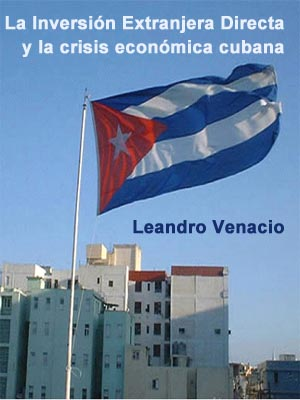 La Inversión Extranjera Directa
y la crisis económica cubana
Leandro Venacio